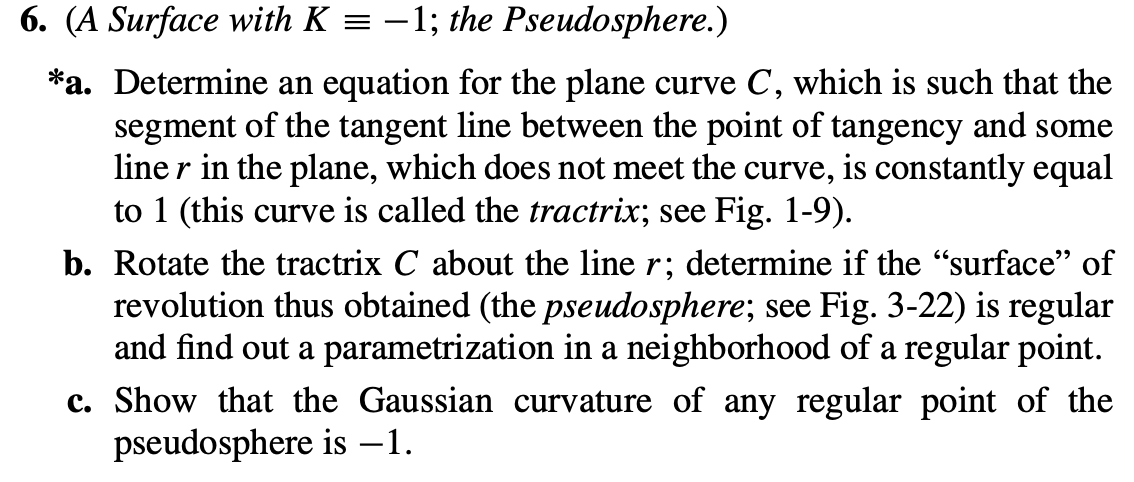 6. (A Surface with K ≡ −1; the Pseudosphere.)
*a. Determine an equation for the plane curve C, which is such that the
segment of the tangent line between the point of tangency and some
line r in the plane, which does not meet the curve, is constantly equal
to 1 (this curve is called the tractrix; see Fig. 1-9).
b. Rotate the tractrix C about the line r; determine if the “surface” of
revolution thus obtained (the pseudosphere; see Fig. 3-22) is regular
and find out a parametrization in a neighborhood of a regular point.
c. Show that the Gaussian curvature of any regular point of the
pseudosphere is −1.